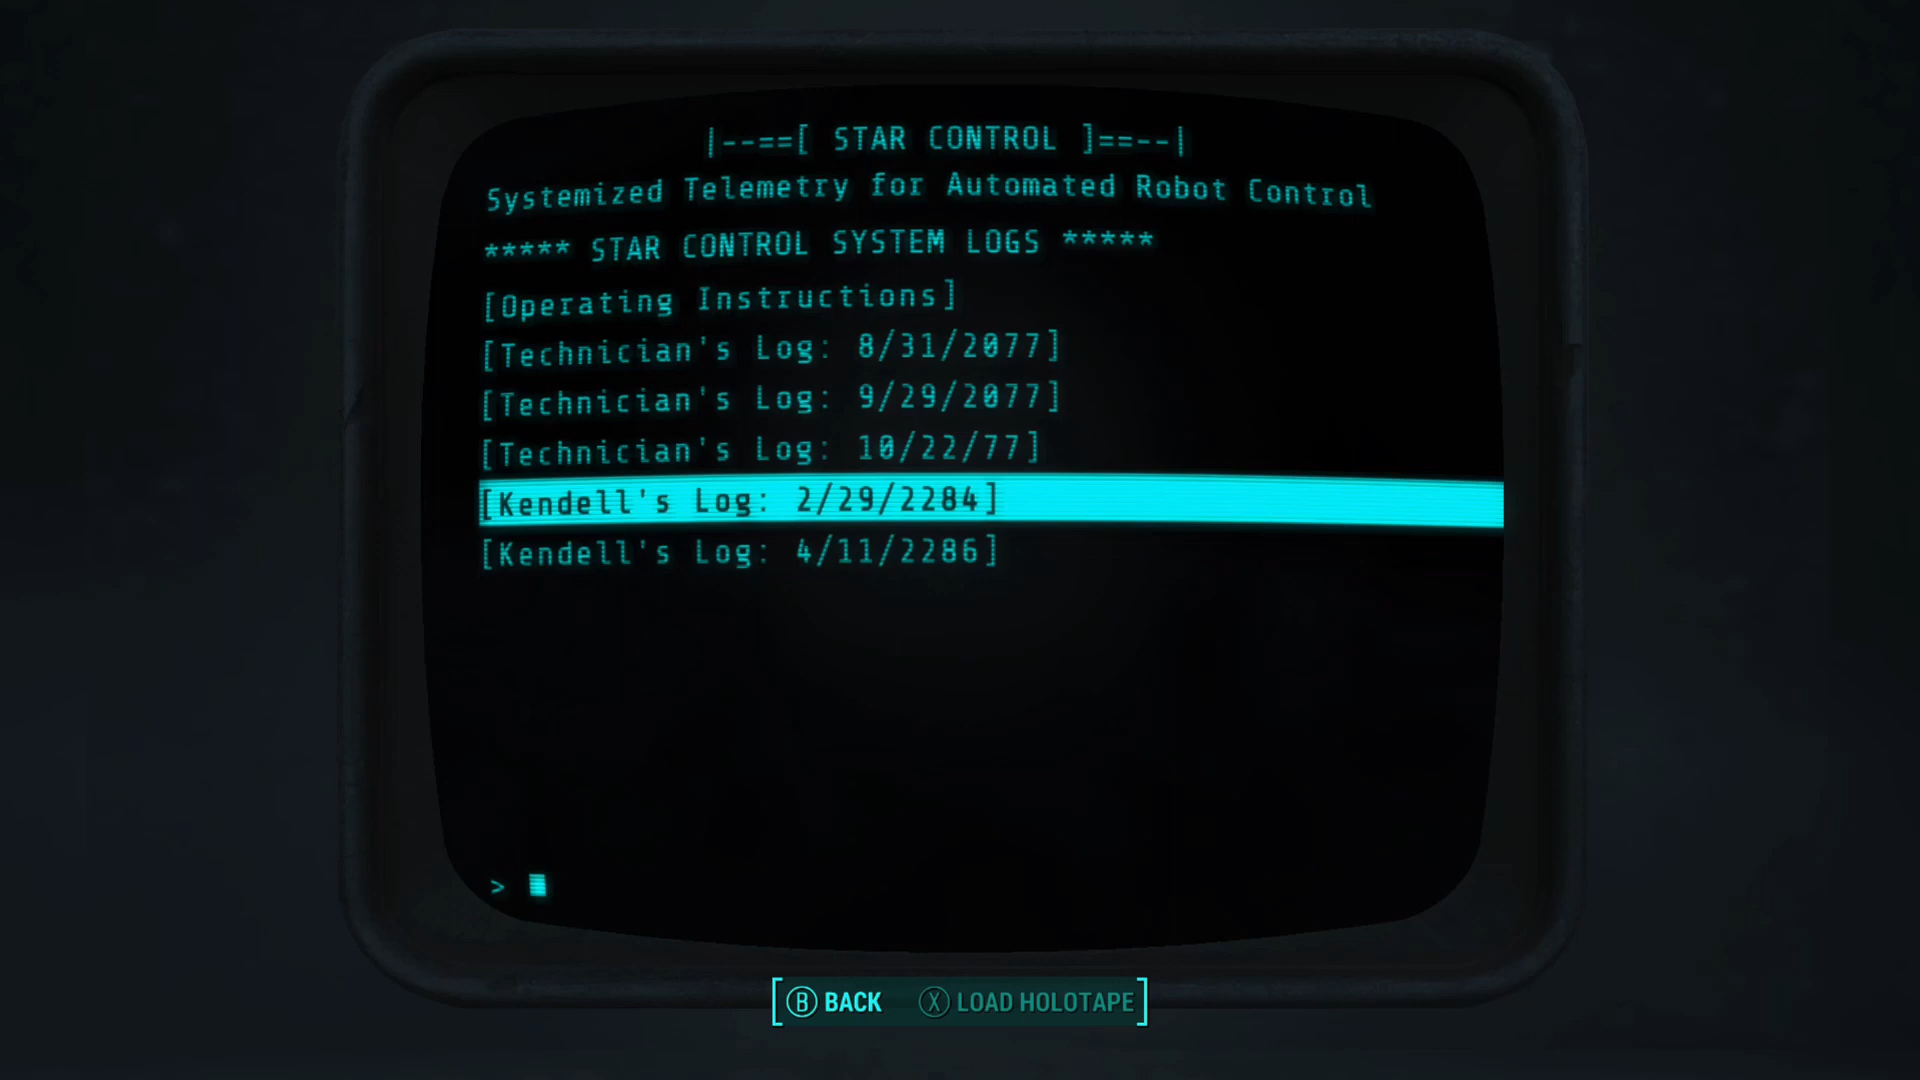 |--==[ STAR CONTROL ]==--|
Systemized Telemetry for Automated Robot Control
***** STAR CONTROL SYSTEM LOGS *****
[Operating Instructions]
[Technician's Log: 8/31/2077]
[Technician's Log: 9/29/2077]
[Technician's Log: 10/22/77]
[Kendell's Log: 2/29/2284]
[Kendell's Log: 4/11/2286]
>
B BACK X LOAD HOLOTAPE